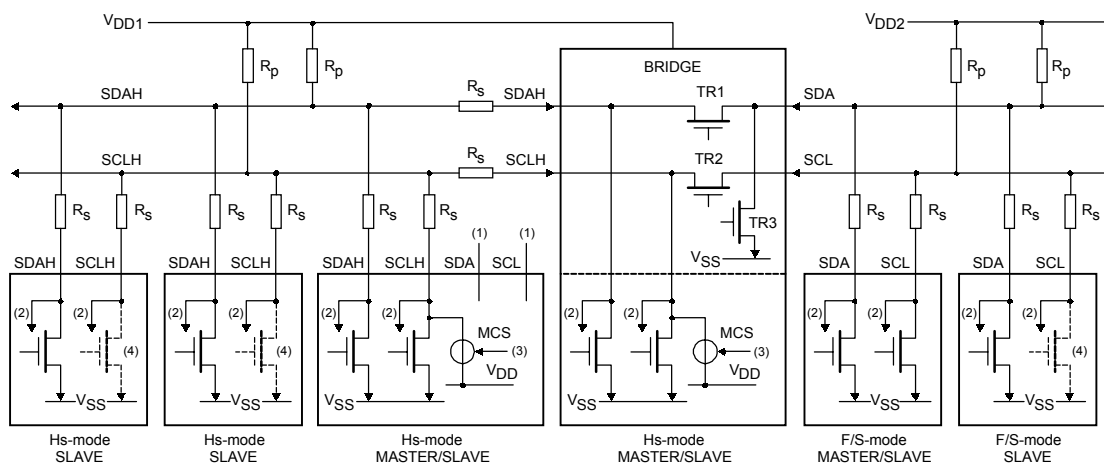 VDD1
VDD2
Rp
Rp
BRIDGE
Rp
Rp
SDAH
Rs
SDAH
TR1
SDA
SCLH
Rs
SCLH
TR2
SCL
Rs
Rs
Rs
Rs
Rs
Rs
TR3
Rs
Rs
Rs
Rs
(1)
(1)
VSS
SDAH
SCLH
SDAH
SCLH
SDAH
SCLH
SDA
SCL
SDA
SCL
SDA
SCL
(2)
(2)
(2)
(2)
(2)
(2)
(2)
(2)
(2)
(2)
(2)
(2)
(4)
(4)
MCS
(3)
MCS
(3)
(4)
VDD
VDD
VSS
VSS
VSS
VSS
VSS
VSS
Hs-mode
SLAVE
Hs-mode
SLAVE
Hs-mode
MASTER/SLAVE
Hs-mode
MASTER/SLAVE
F/S-mode
MASTER/SLAVE
F/S-mode
SLAVE